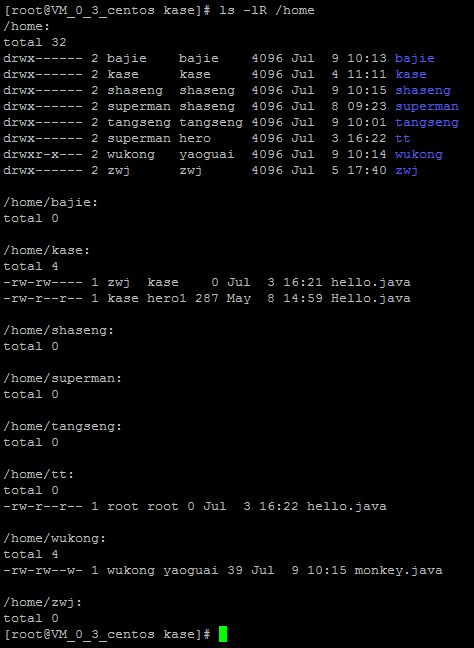 [root@VM_0_3_centos kase]# ls -lR /home
/home:
total 32
drwx------ 2 bajie    bajie    4096 Jul  9 10:13 bajie
drwx------ 2 kase     kase     4096 Jul  4 11:11 kase
drwx------ 2 shaseng  shaseng  4096 Jul  9 10:15 shaseng
drwx------ 2 superman shaseng  4096 Jul  8 09:23 superman
drwx------ 2 tangseng tangseng 4096 Jul  9 10:01 tangseng
drwx------ 2 superman hero     4096 Jul  3 16:22 tt
drwxr-x--- 2 wukong   yaoguai  4096 Jul  9 10:14 wukong
drwx------ 2 zwj      zwj      4096 Jul  5 17:40 zwj

/home/bajie:
total 0

/home/kase:
total 4
-rw-rw---- 1 zwj  kase    0 Jul  3 16:21 hello.java
-rw-r--r-- 1 kase hero1 287 May  8 14:59 Hello.java

/home/shaseng:
total 0

/home/superman:
total 0

/home/tangseng:
total 0

/home/tt:
total 0
-rw-r--r-- 1 root root 0 Jul  3 16:22 hello.java

/home/wukong:
total 4
-rw-rw--w- 1 wukong yaoguai 39 Jul  9 10:15 monkey.java

/home/zwj:
total 0
[root@VM_0_3_centos kase]#